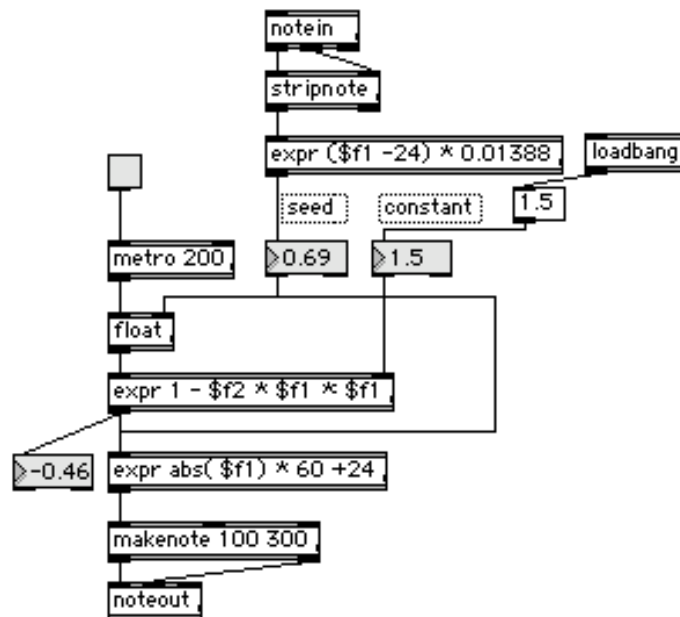 notein
stripnote
expr ($f1 -24) * 0.01388
loadbang
seed
constant
1.5
metro 200
0.69
1.5
float
expr 1 - $f2 * $f1 * $f1
-0.46
expr abs( $f1) * 60 +24
makenote 100 300
noteout